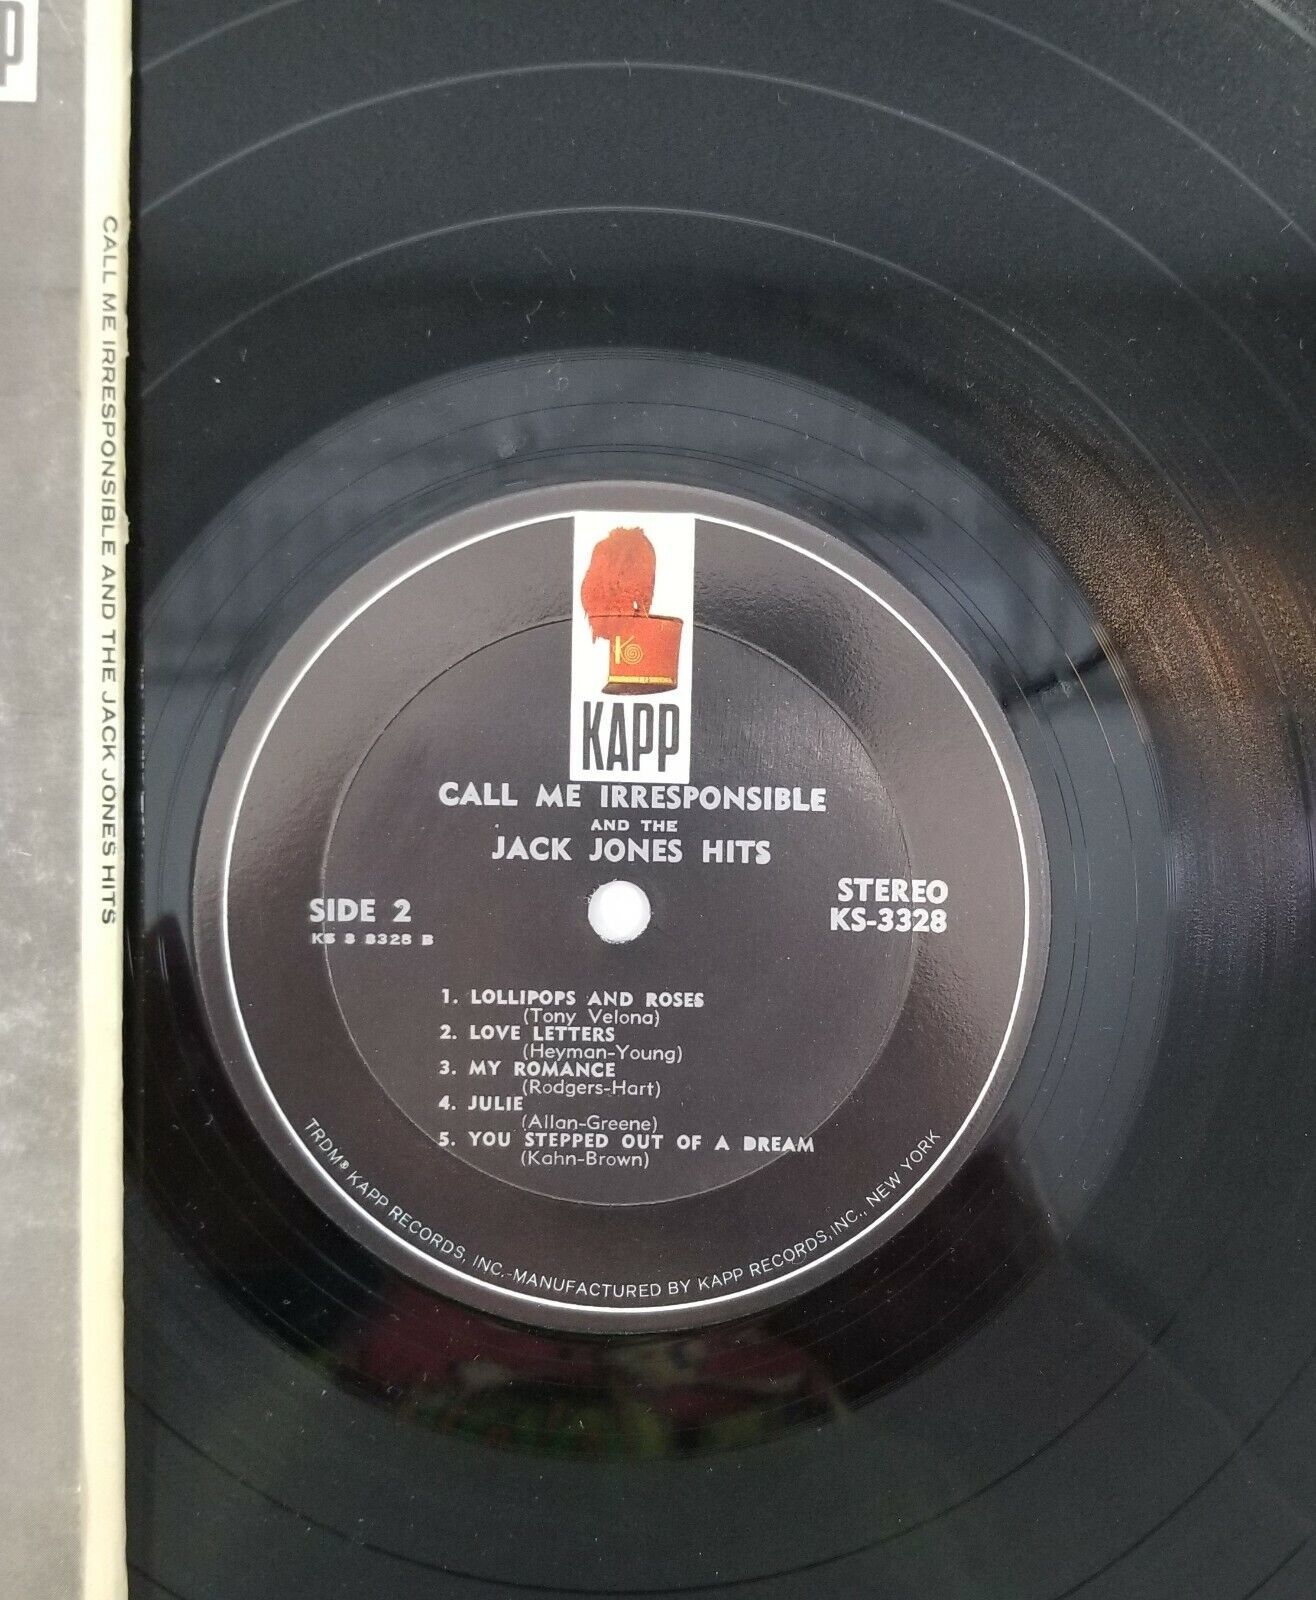 CALL ME IRRESPONSIBLE AND THE JACK JONES HITS
K
KAPP
CALL ME IRRESPONSIBLE
AND THE
JACK JONES HITS
SIDE 2
STEREO
KS-3328
1. LOLLIPOPS AND ROSES
(Tony Velona)
2. LOVE LETTERS
(Heyman-Young)
3. MY ROMANCE
(Rodgers-Hart)
4. JULIE
(Allan-Greene)
5. YOU STEPPED OUT OF A DREAM
(Kahn-Brown)
TRDM® KAPP RECORDS, INC.-MANUFACTURED BY KAPP RECORDS, INC., NEW YORK